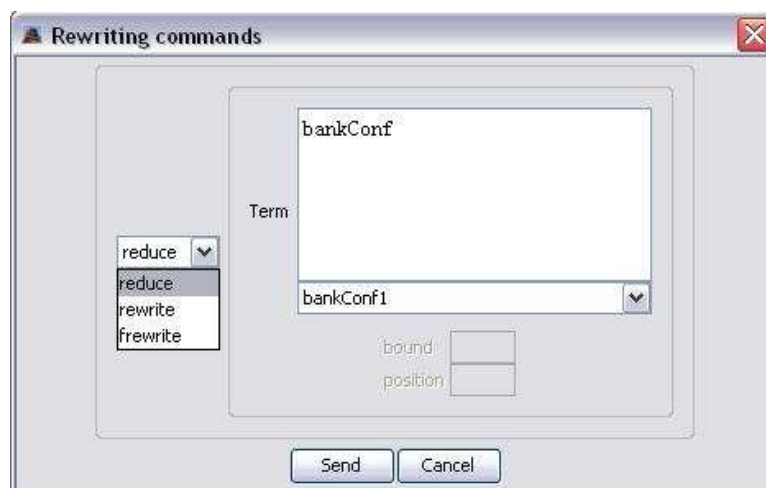 Rewriting commands
bankConf
Term
reduce
reduce
rewrite
frewrite
bankConf1
bound
position
Send
Cancel